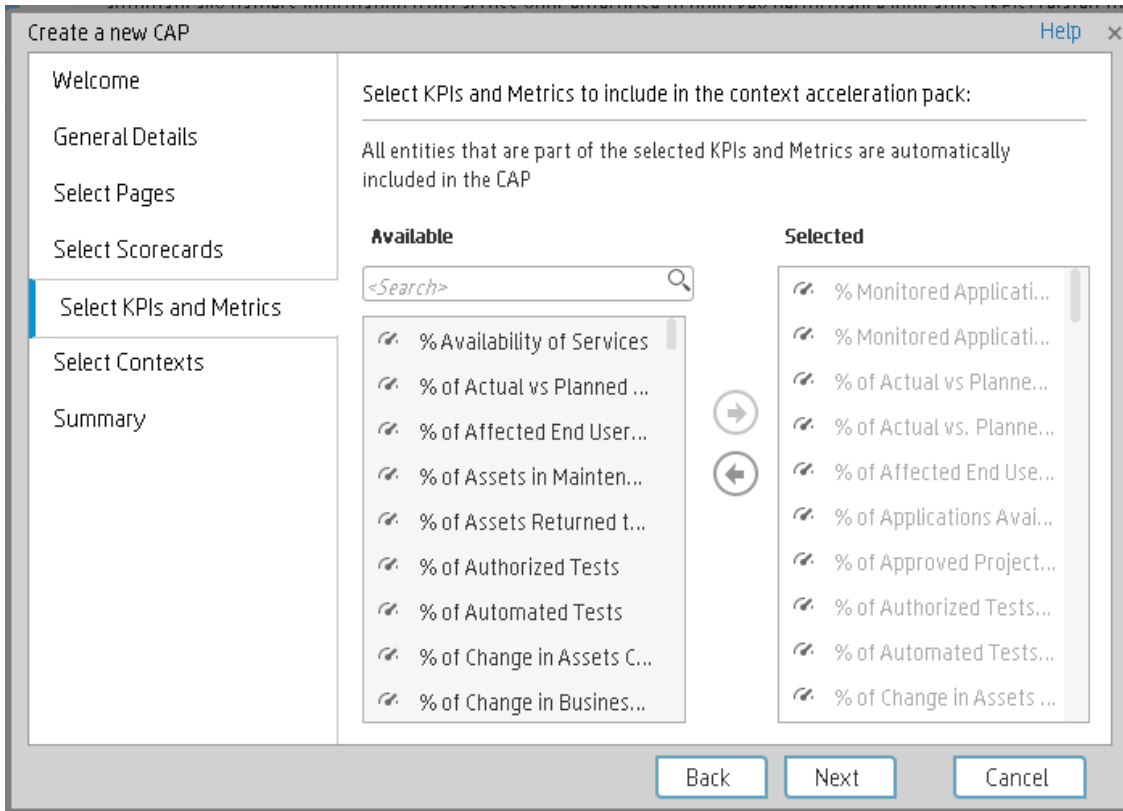 Create a new CAP
Help
Welcome
General Details
Select Pages
Select Scorecards
Select KPIs and Metrics
Select Contexts
Summary
Select KPIs and Metrics to include in the context acceleration pack:
All entities that are part of the selected KPIs and Metrics are automatically
included in the CAP
Available
<Search>
% Availability of Services
% of Actual vs Planned ...
% of Affected End User...
% of Assets in Mainten...
% of Assets Returned t...
% of Authorized Tests
% of Automated Tests
% of Change in Assets C...
% of Change in Busines...
Selected
% Monitored Applicati...
% Monitored Applicati...
% of Actual vs Planne...
% of Actual vs. Planne...
% of Affected End Use...
% of Applications Avai...
% of Approved Project...
% of Authorized Tests...
% of Automated Tests...
% of Change in Assets ...
Back
Next
Cancel